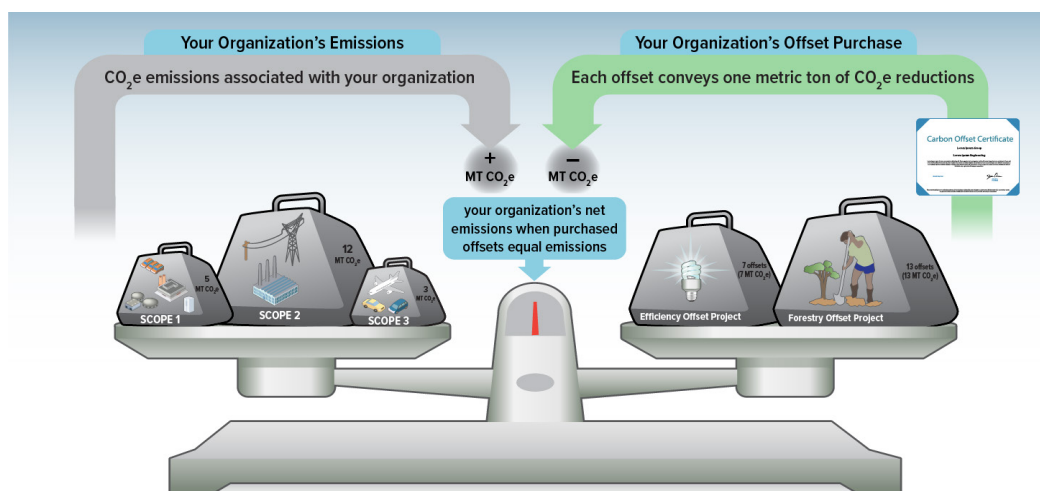 Your Organization's Emissions
CO₂e emissions associated with your organization
Your Organization's Offset Purchase
Each offset conveys one metric ton of CO₂e reductions
Carbon Offset Certificate
+
MT CO₂e
−
MT CO₂e
your organization's net
emissions when purchased
offsets equal emissions
5
MT CO₂e
SCOPE 1
12
MT CO₂e
SCOPE 2
3
MT CO₂e
SCOPE 3
7 offsets
(7 MT CO₂e)
Efficiency Offset Project
13 offsets
(13 MT CO₂e)
Forestry Offset Project